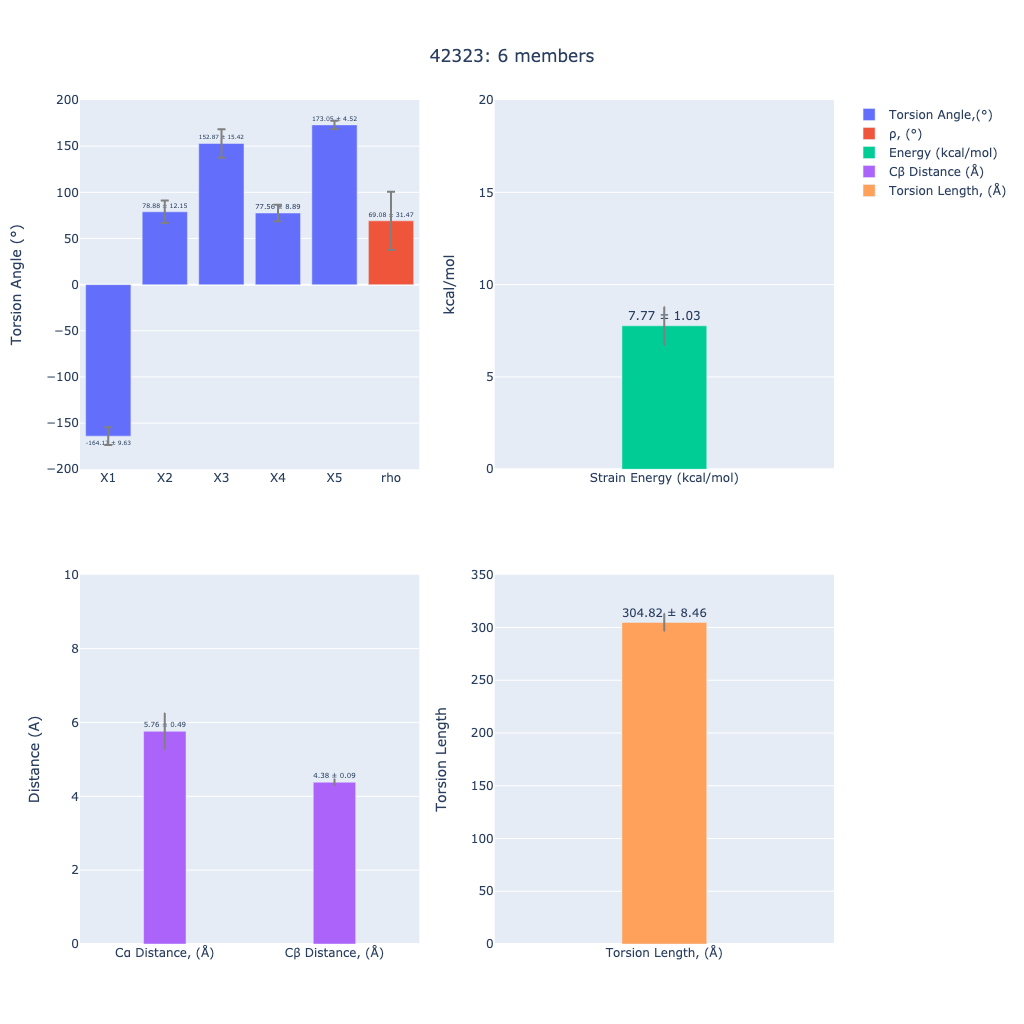 42323: 6 members
Torsion Angle (°)
200
150
100
50
0
−50
−100
−150
−200
78.88 ± 12.15
152.87 ± 15.42
77.56 ± 8.89
173.05 ± 4.52
69.08 ± 31.47
X1
X2
X3
X4
X5
rho
kcal/mol
20
15
10
5
0
7.77 ± 1.03
Strain Energy (kcal/mol)
Torsion Angle,(°)
ρ, (°)
Energy (kcal/mol)
Cβ Distance (Å)
Torsion Length, (Å)
Distance (A)
10
8
6
4
2
0
5.76 ± 0.49
4.38 ± 0.09
Cα Distance, (Å)
Cβ Distance, (Å)
Torsion Length
350
300
250
200
150
100
50
0
304.82 ± 8.46
Torsion Length, (Å)